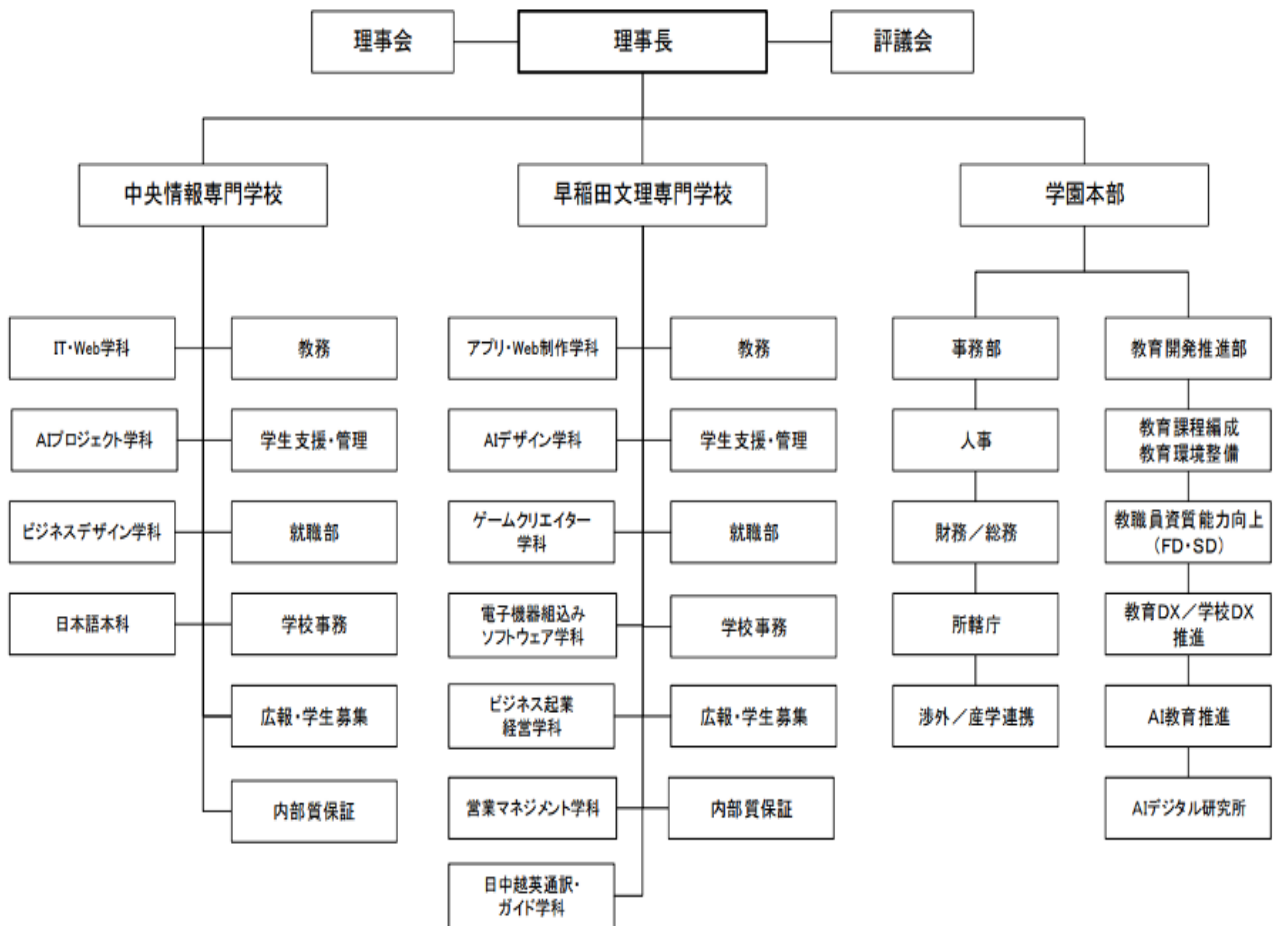 理事会
理事長
評議会
中央情報専門学校
早稲田文理専門学校
学園本部
IT・Web学科
教務
アプリ・Web制作学科
教務
事務部
教育開発推進部
AIプロジェクト学科
学生支援・管理
AIデザイン学科
学生支援・管理
人事
教育課程編成
教育環境整備
ビジネスデザイン学科
就職部
ゲームクリエイター
学科
就職部
財務／総務
教職員資質能力向上
（FD・SD）
日本語本科
学校事務
電子機器組込み
ソフトウェア学科
学校事務
所轄庁
教育DX／学校DX
推進
広報・学生募集
ビジネス起業
経営学科
広報・学生募集
渉外／産学連携
AI教育推進
内部質保証
営業マネジメント学科
内部質保証
AIデジタル研究所
日中越英通訳・
ガイド学科